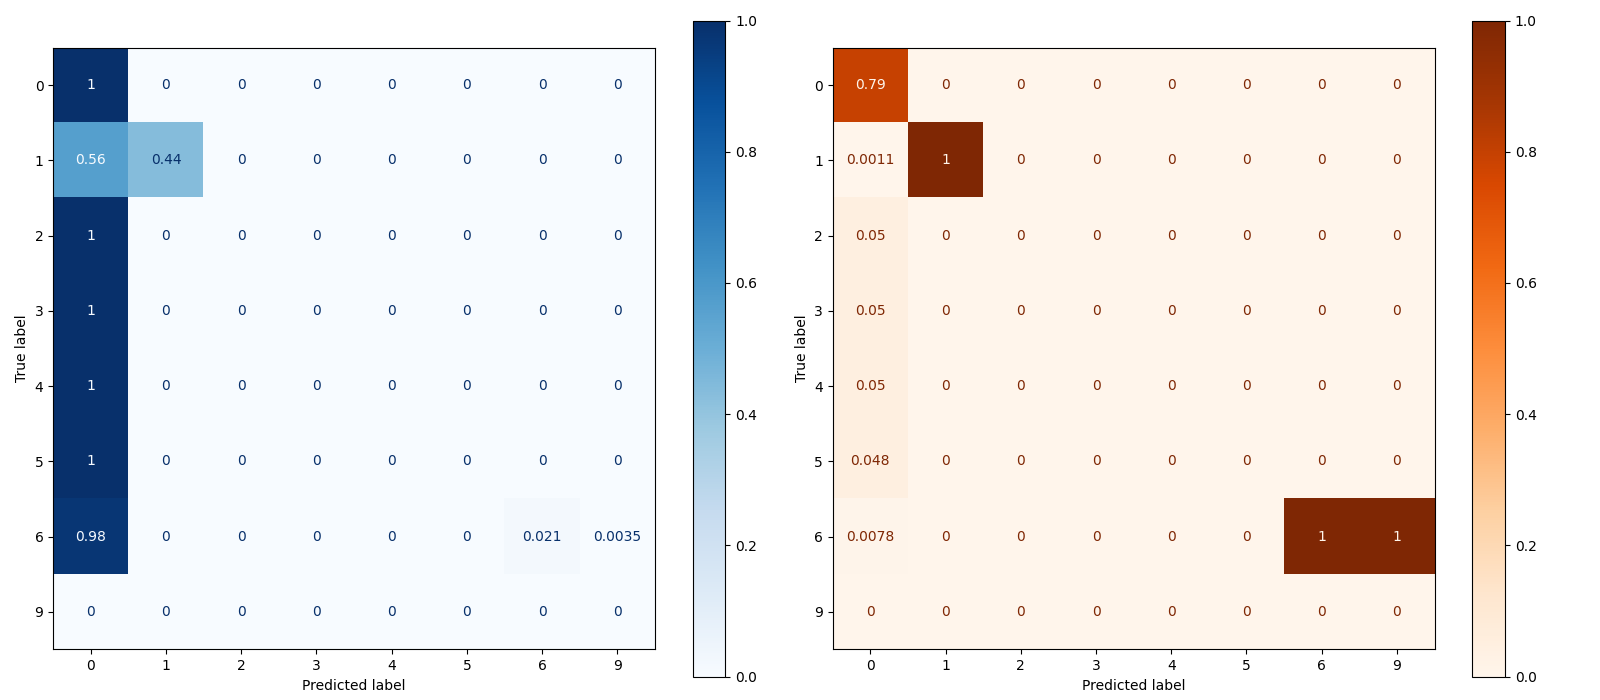 1.0
0 1 0 0 0 0 0 0 0
1 0.56 0.44 0 0 0 0 0 0
0.8
2 1 0 0 0 0 0 0 0
0.6
3 1 0 0 0 0 0 0 0
True label
4 1 0 0 0 0 0 0 0
0.4
5 1 0 0 0 0 0 0 0
6 0.98 0 0 0 0 0 0.021 0.0035
0.2
9 0 0 0 0 0 0 0 0
0 1 2 3 4 5 6 9
0.0
Predicted label
1.0
0 0.79 0 0 0 0 0 0 0
1 0.0011 1 0 0 0 0 0 0
0.8
2 0.05 0 0 0 0 0 0 0
0.6
3 0.05 0 0 0 0 0 0 0
True label
4 0.05 0 0 0 0 0 0 0
0.4
5 0.048 0 0 0 0 0 0 0
6 0.0078 0 0 0 0 0 1 1
0.2
9 0 0 0 0 0 0 0 0
0 1 2 3 4 5 6 9
0.0
Predicted label